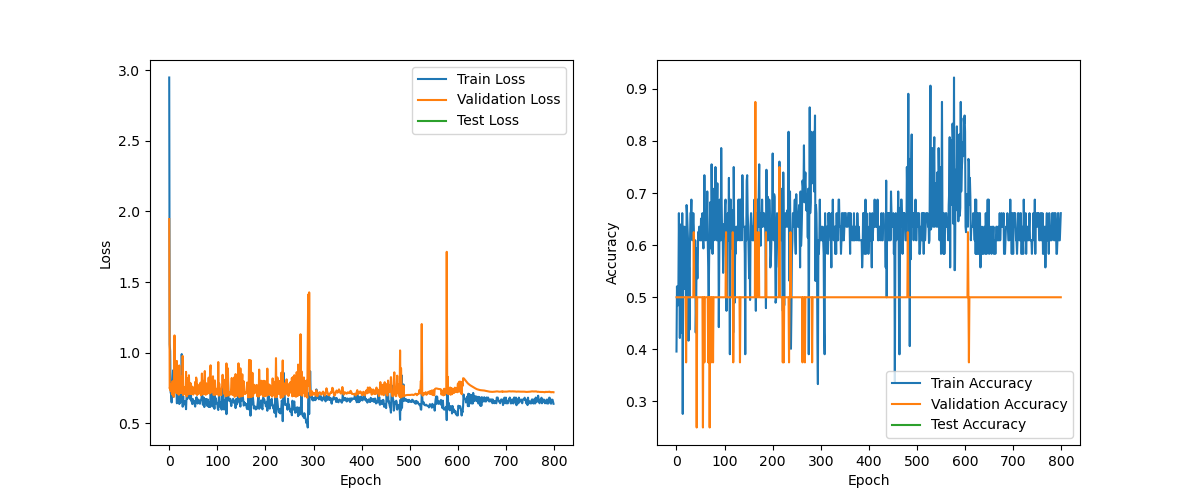 3.0
2.5
2.0
1.5
1.0
0.5
Loss
0 100 200 300 400 500 600 700 800
Epoch
Train Loss
Validation Loss
Test Loss
0.9
0.8
0.7
0.6
0.5
0.4
0.3
Accuracy
0 100 200 300 400 500 600 700 800
Epoch
Train Accuracy
Validation Accuracy
Test Accuracy